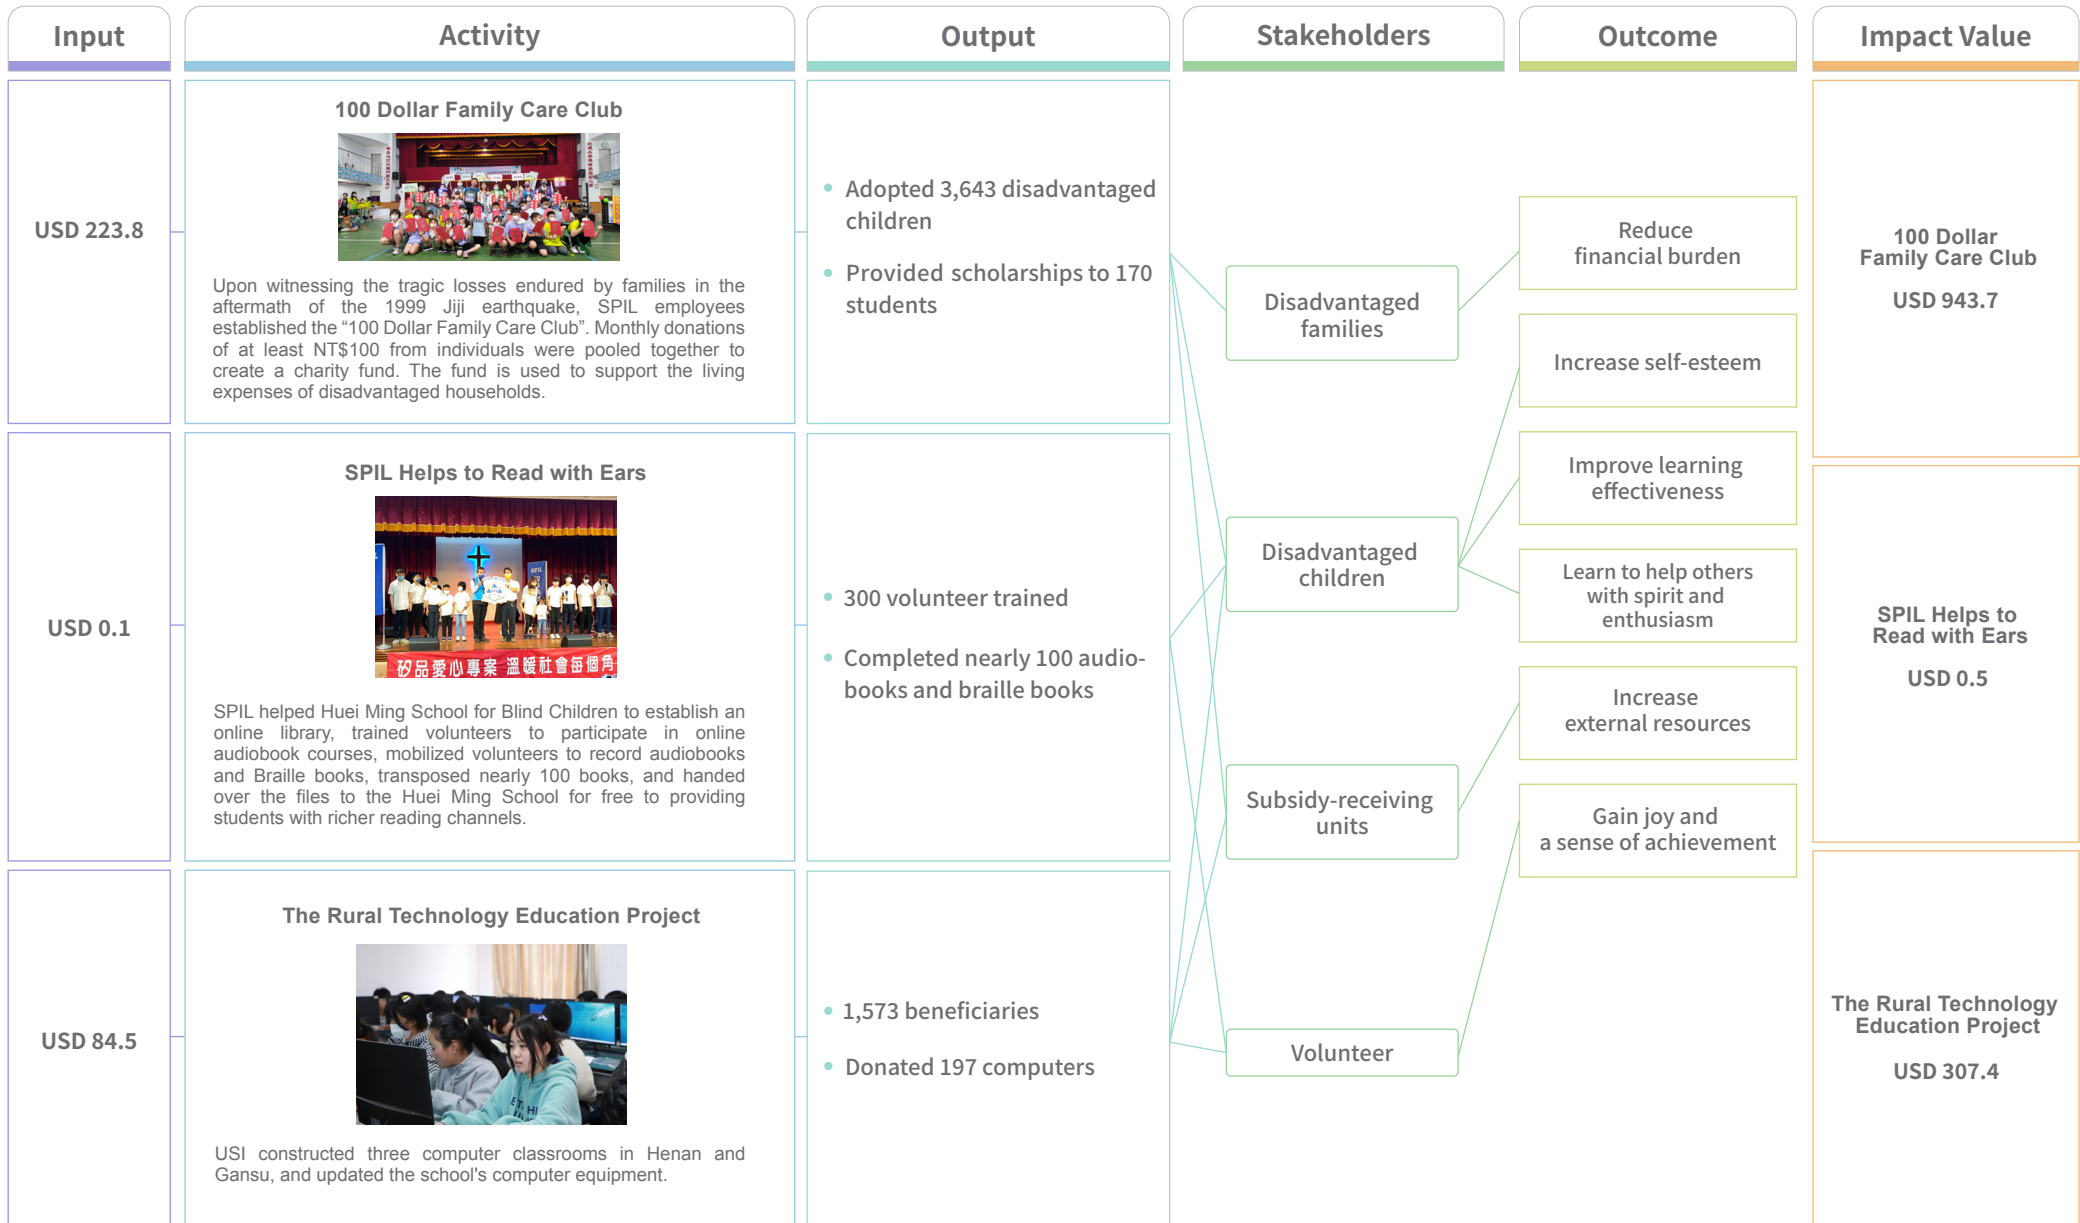 Input
Activity
Output
Stakeholders
Outcome
Impact Value
USD 223.8
100 Dollar Family Care Club
Upon witnessing the tragic losses endured by families in the
aftermath of the 1999 Jiji earthquake, SPIL employees
established the “100 Dollar Family Care Club”. Monthly donations
of at least NT$100 from individuals were pooled together to
create a charity fund. The fund is used to support the living
expenses of disadvantaged households.
• Adopted 3,643 disadvantaged
children
• Provided scholarships to 170
students
USD 0.1
SPIL Helps to Read with Ears
矽品愛心專案 溫暖社會每個角
SPIL helped Huei Ming School for Blind Children to establish an
online library, trained volunteers to participate in online
audiobook courses, mobilized volunteers to record audiobooks
and Braille books, transposed nearly 100 books, and handed
over the files to the Huei Ming School for free to providing
students with richer reading channels.
• 300 volunteer trained
• Completed nearly 100 audio-
books and braille books
USD 84.5
The Rural Technology Education Project
USI constructed three computer classrooms in Henan and
Gansu, and updated the school's computer equipment.
• 1,573 beneficiaries
• Donated 197 computers
Disadvantaged
families
Disadvantaged
children
Subsidy-receiving
units
Volunteer
Reduce
financial burden
Increase self-esteem
Improve learning
effectiveness
Learn to help others
with spirit and
enthusiasm
Increase
external resources
Gain joy and
a sense of achievement
100 Dollar
Family Care Club
USD 943.7
SPIL Helps to
Read with Ears
USD 0.5
The Rural Technology
Education Project
USD 307.4